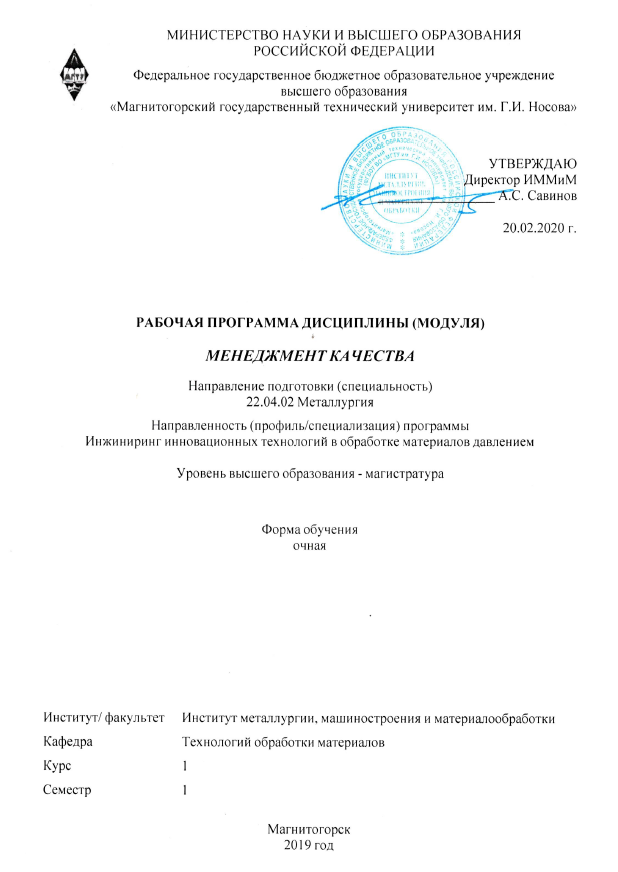 МИНИСТЕРСТВО НАУКИ И ВЫСШЕГО ОБРАЗОВАНИЯ
РОССИЙСКОЙ ФЕДЕРАЦИИ
Федеральное государственное бюджетное образовательное учреждение
высшего образования
«Магнитогорский государственный технический университет им. Г.И. Носова»
УТВЕРЖДАЮ
Директор ИММиМ
А.С. Савинов
20.02.2020 г.
РАБОЧАЯ ПРОГРАММА ДИСЦИПЛИНЫ (МОДУЛЯ)
МЕНЕДЖМЕНТ КАЧЕСТВА
Направление подготовки (специальность)
22.04.02 Металлургия
Направленность (профиль/специализация) программы
Инжиниринг инновационных технологий в обработке материалов давлением
Уровень высшего образования - магистратура
Форма обучения
очная
Институт/ факультет Институт металлургии, машиностроения и материалообработки
Кафедра Технологий обработки материалов
Курс 1
Семестр 1
Магнитогорск
2019 год